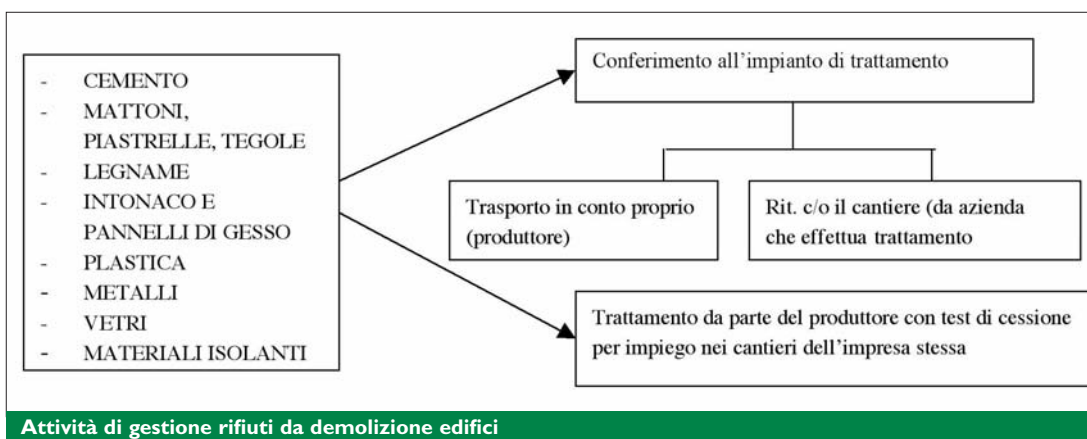 - CEMENTO
- MATTONI,
PIASTRELLE, TEGOLE
- LEGNAME
- INTONACO E
PANNELLI DI GESSO
- PLASTICA
- METALLI
- VETRI
- MATERIALI ISOLANTI
Conferimento all'impianto di trattamento
Trasporto in conto proprio
(produttore)
Rit. c/o il cantiere (da azienda
che effettua trattamento
Trattamento da parte del produttore con test di cessione
per impiego nei cantieri dell'impresa stessa
Attività di gestione rifiuti da demolizione edifici